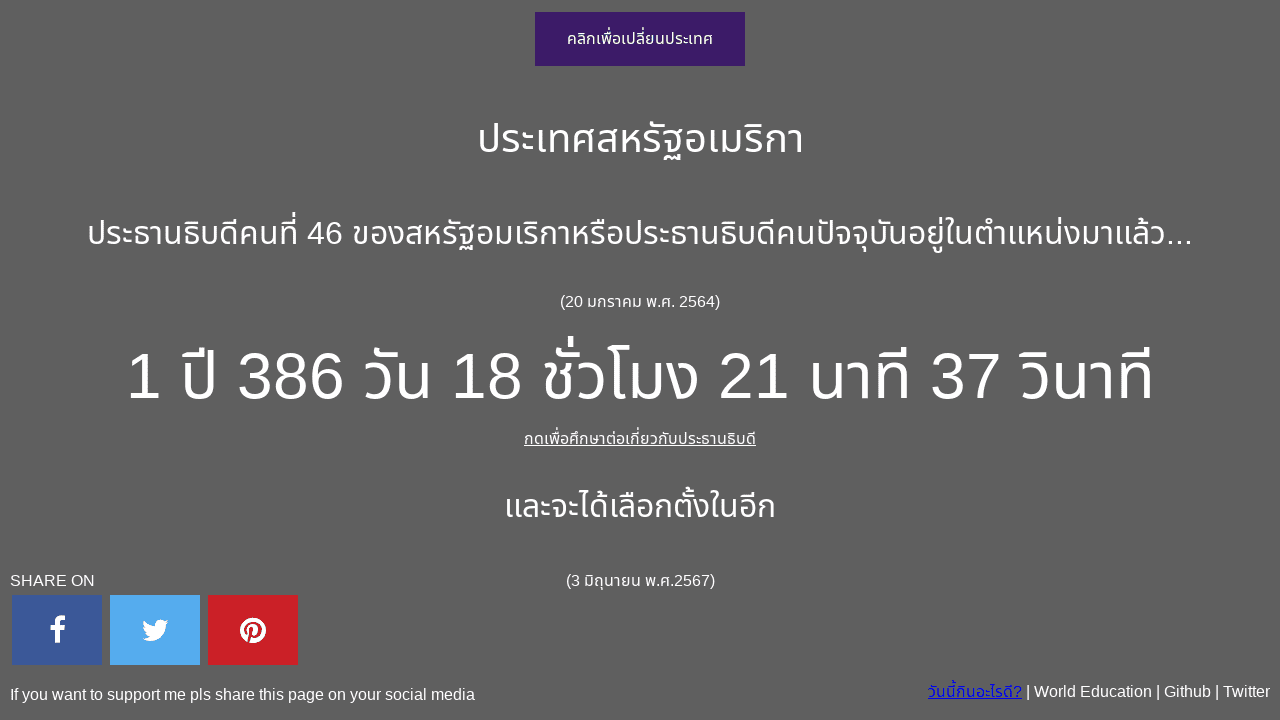 คลิกเพื่อเปลี่ยนประเทศ
ประเทศสหรัฐอเมริกา
ประธานธิบดีคนที่ 46 ของสหรัฐอมเริกาหรือประธานธิบดีคนปัจจุบันอยู่ในตำแหน่งมาแล้ว...
(20 มกราคม พ.ศ. 2564)
1 ปี 386 วัน 18 ชั่วโมง 21 นาที 37 วินาที
กดเพื่อศึกษาต่อเกี่ยวกับประธานธิบดี
และจะได้เลือกตั้งในอีก
(3 มิถุนายน พ.ศ.2567)
SHARE ON
If you want to support me pls share this page on your social media
วันนี้กินอะไรดี? | World Education | Github | Twitter